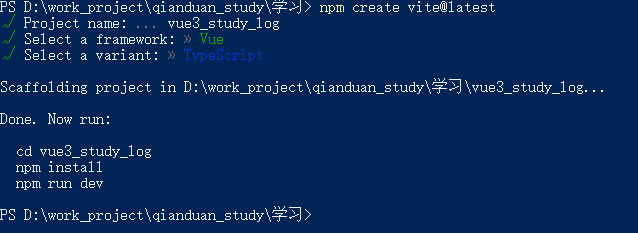 PS D:\work_project\qianduan_study\学习> npm create vite@latest
√ Project name: ... vue3_study_log
√ Select a framework: » Vue
√ Select a variant: » TypeScript
Scaffolding project in D:\work_project\qianduan_study\学习\vue3_study_log...
Done. Now run:
cd vue3_study_log
npm install
npm run dev
PS D:\work_project\qianduan_study\学习>